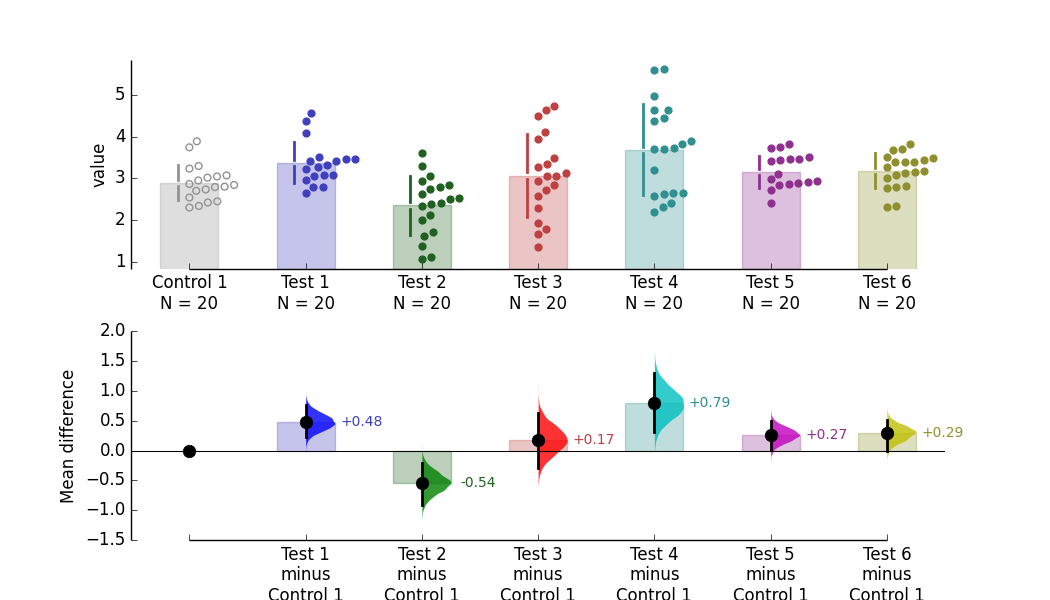 value
5
4
3
2
1
Control 1 Test 1 Test 2 Test 3 Test 4 Test 5 Test 6
N = 20 N = 20 N = 20 N = 20 N = 20 N = 20 N = 20
Mean difference
2.0
1.5
1.0
0.5
0.0
−0.5
−1.0
−1.5
+0.48
-0.54
+0.17
+0.79
+0.27
+0.29
Test 1 Test 2 Test 3 Test 4 Test 5 Test 6
minus minus minus minus minus minus
Control 1 Control 1 Control 1 Control 1 Control 1 Control 1